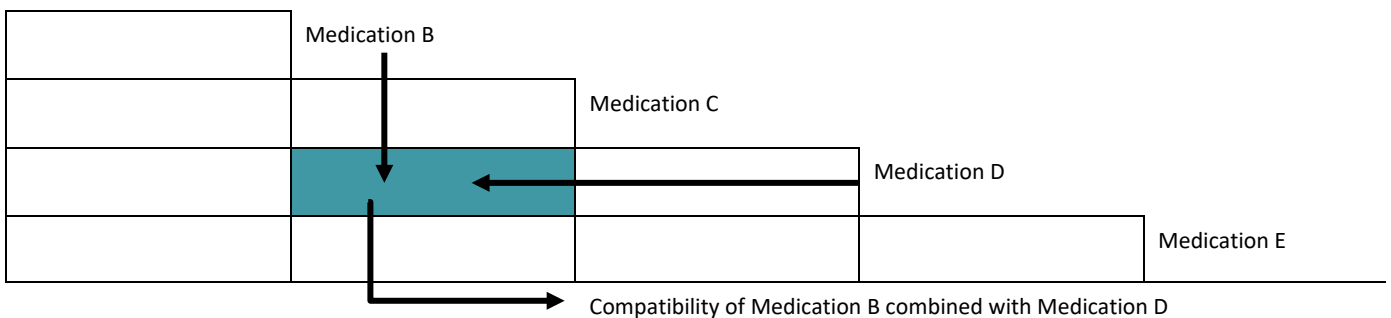 Medication B
Medication C
Medication D
Medication E
Compatibility of Medication B combined with Medication D